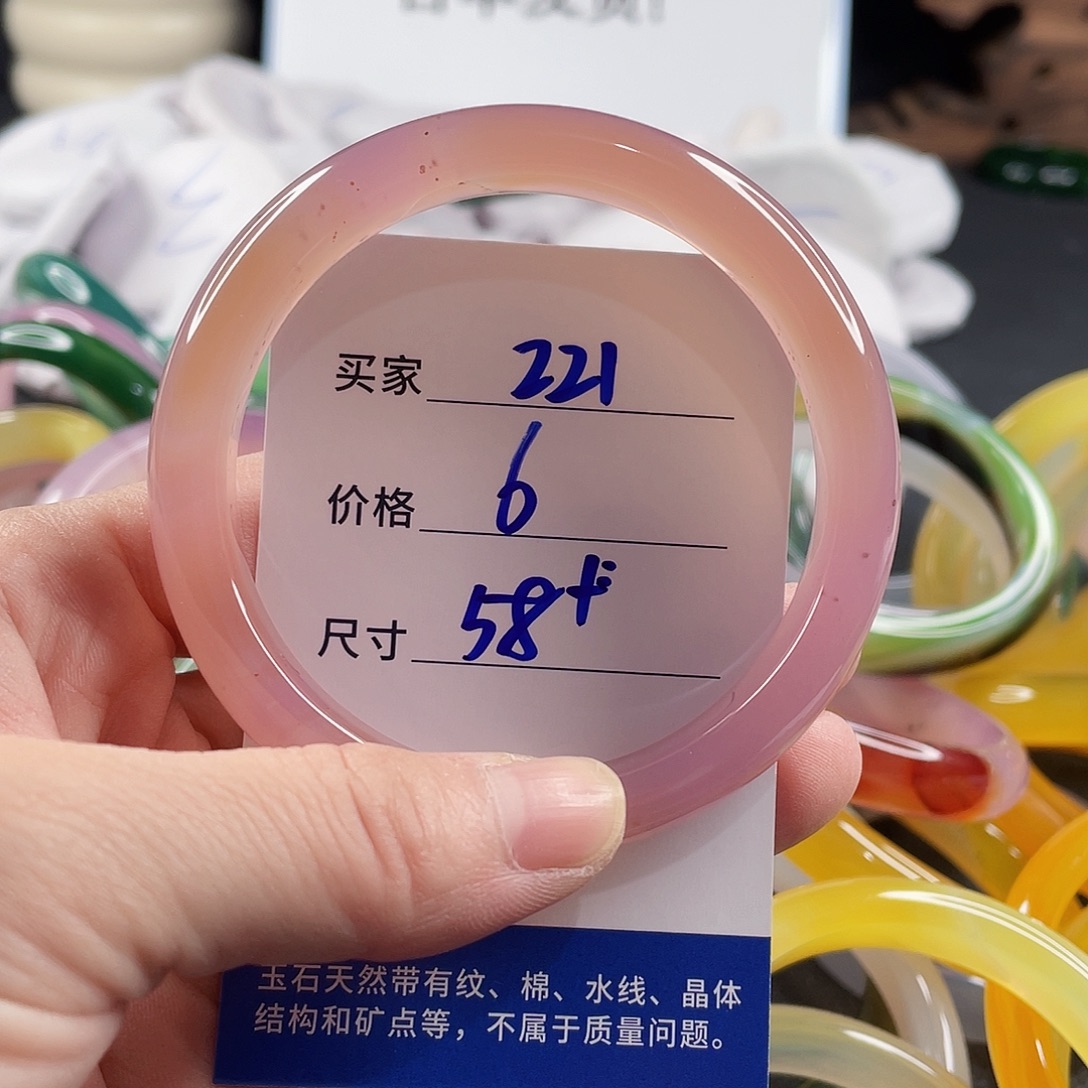 买家 221
价格 6
尺寸 58+
玉石天然带有纹、棉、水线、晶体
结构和矿点等，不属于质量问题。